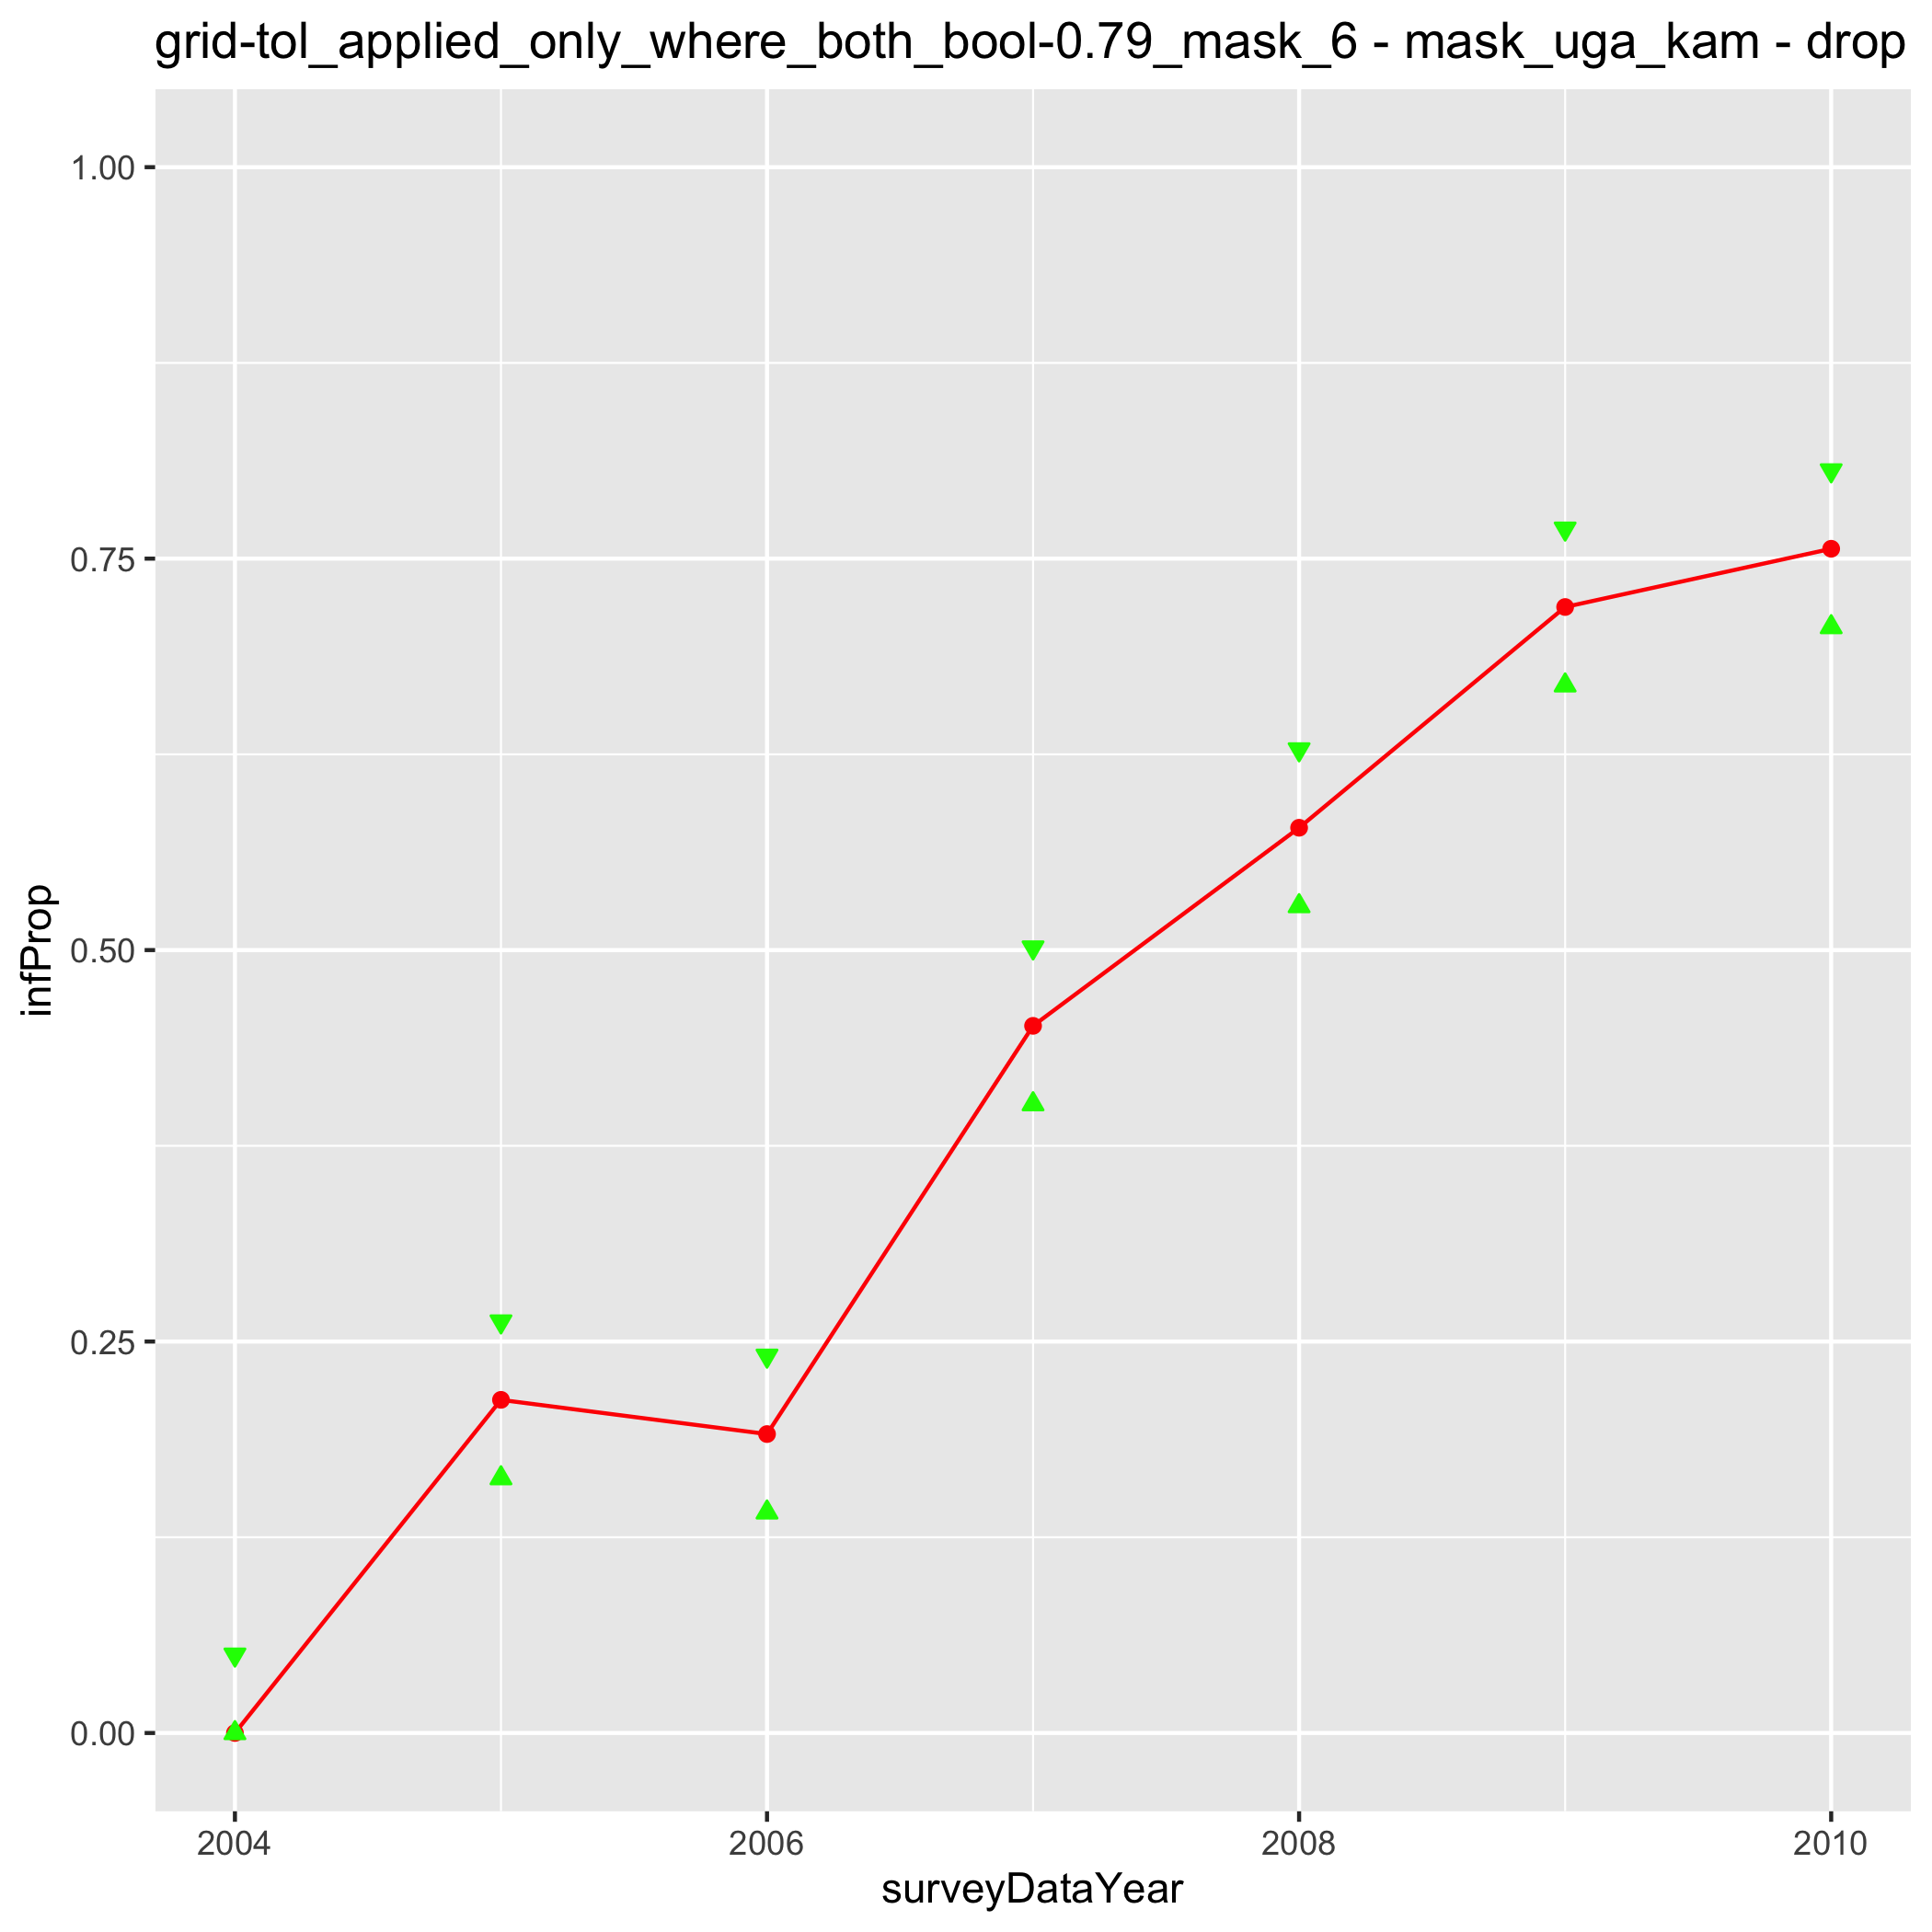 grid-tol_applied_only_where_both_bool-0.79_mask_6 - mask_uga_kam - drop
1.00
0.75
0.50
0.25
0.00
infProp
2004 2006 2008 2010
surveyDataYear